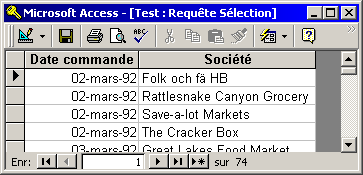 Microsoft Access - [Test : Requête Sélection]
ABC
Date commande Société
02-mars-92 Folk och fä HB
02-mars-92 Rattlesnake Canyon Grocery
02-mars-92 Save-a-lot Markets
02-mars-92 The Cracker Box
03-mars-92 Great Lakes Food Market
Enr: 1 sur 74